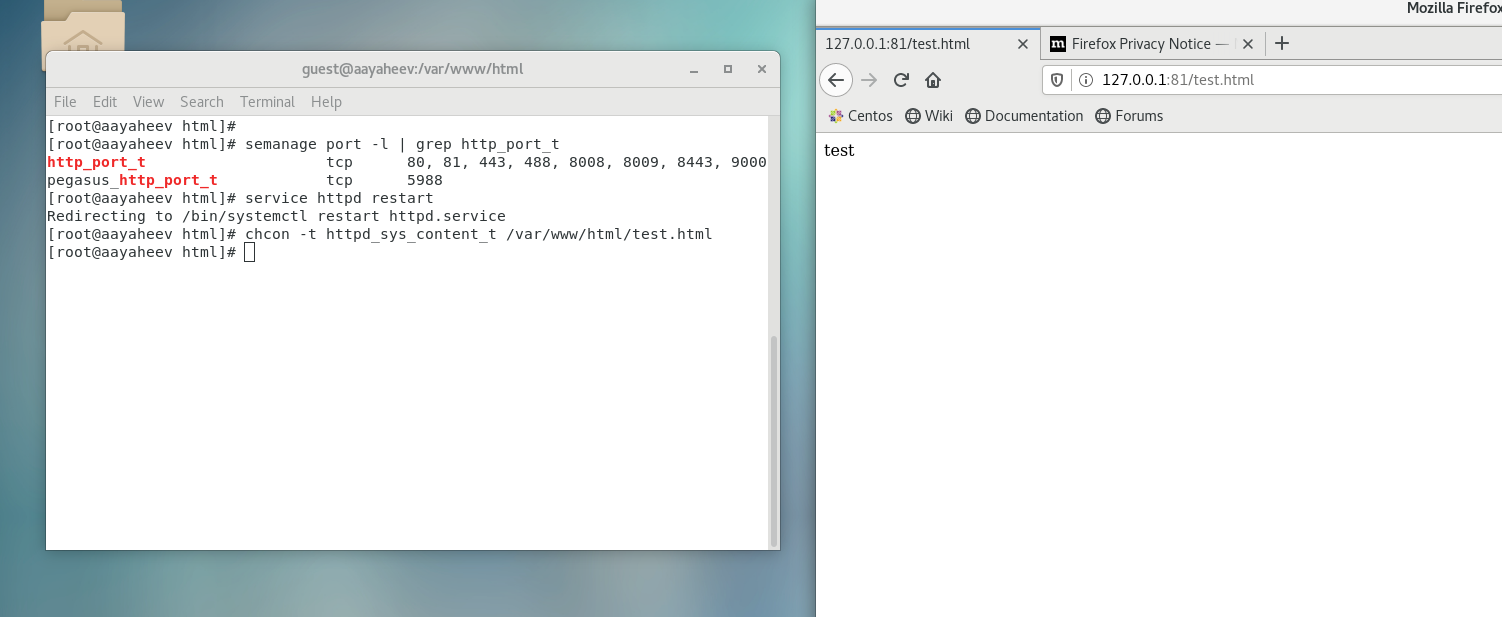 guest@aayaheev:/var/www/html
File Edit View Search Terminal Help
[root@aayaheev html]#
[root@aayaheev html]# semanage port -l | grep http_port_t
http_port_t                    tcp      80, 81, 443, 488, 8008, 8009, 8443, 9000
pegasus_http_port_t            tcp      5988
[root@aayaheev html]# service httpd restart
Redirecting to /bin/systemctl restart httpd.service
[root@aayaheev html]# chcon -t httpd_sys_content_t /var/www/html/test.html
[root@aayaheev html]#
Mozilla Firefox
127.0.0.1:81/test.html
Firefox Privacy Notice —
127.0.0.1:81/test.html
Centos Wiki Documentation Forums
test